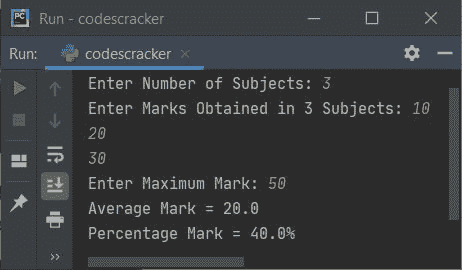 Run - codescracker
Run: codescracker
Enter Number of Subjects: 3
Enter Marks Obtained in 3 Subjects: 10
20
30
Enter Maximum Mark: 50
Average Mark = 20.0
Percentage Mark = 40.0%